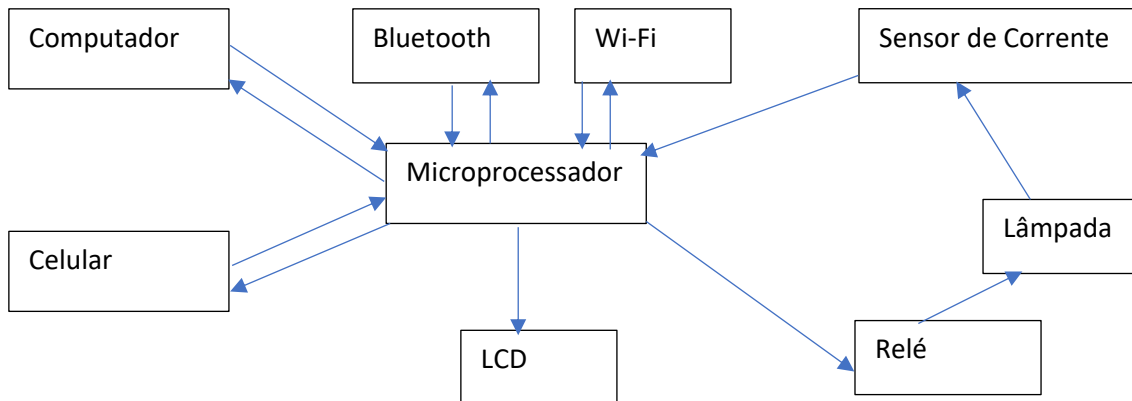 Computador
Bluetooth
Wi-Fi
Sensor de Corrente
Microprocessador
Celular
Lâmpada
LCD
Relé